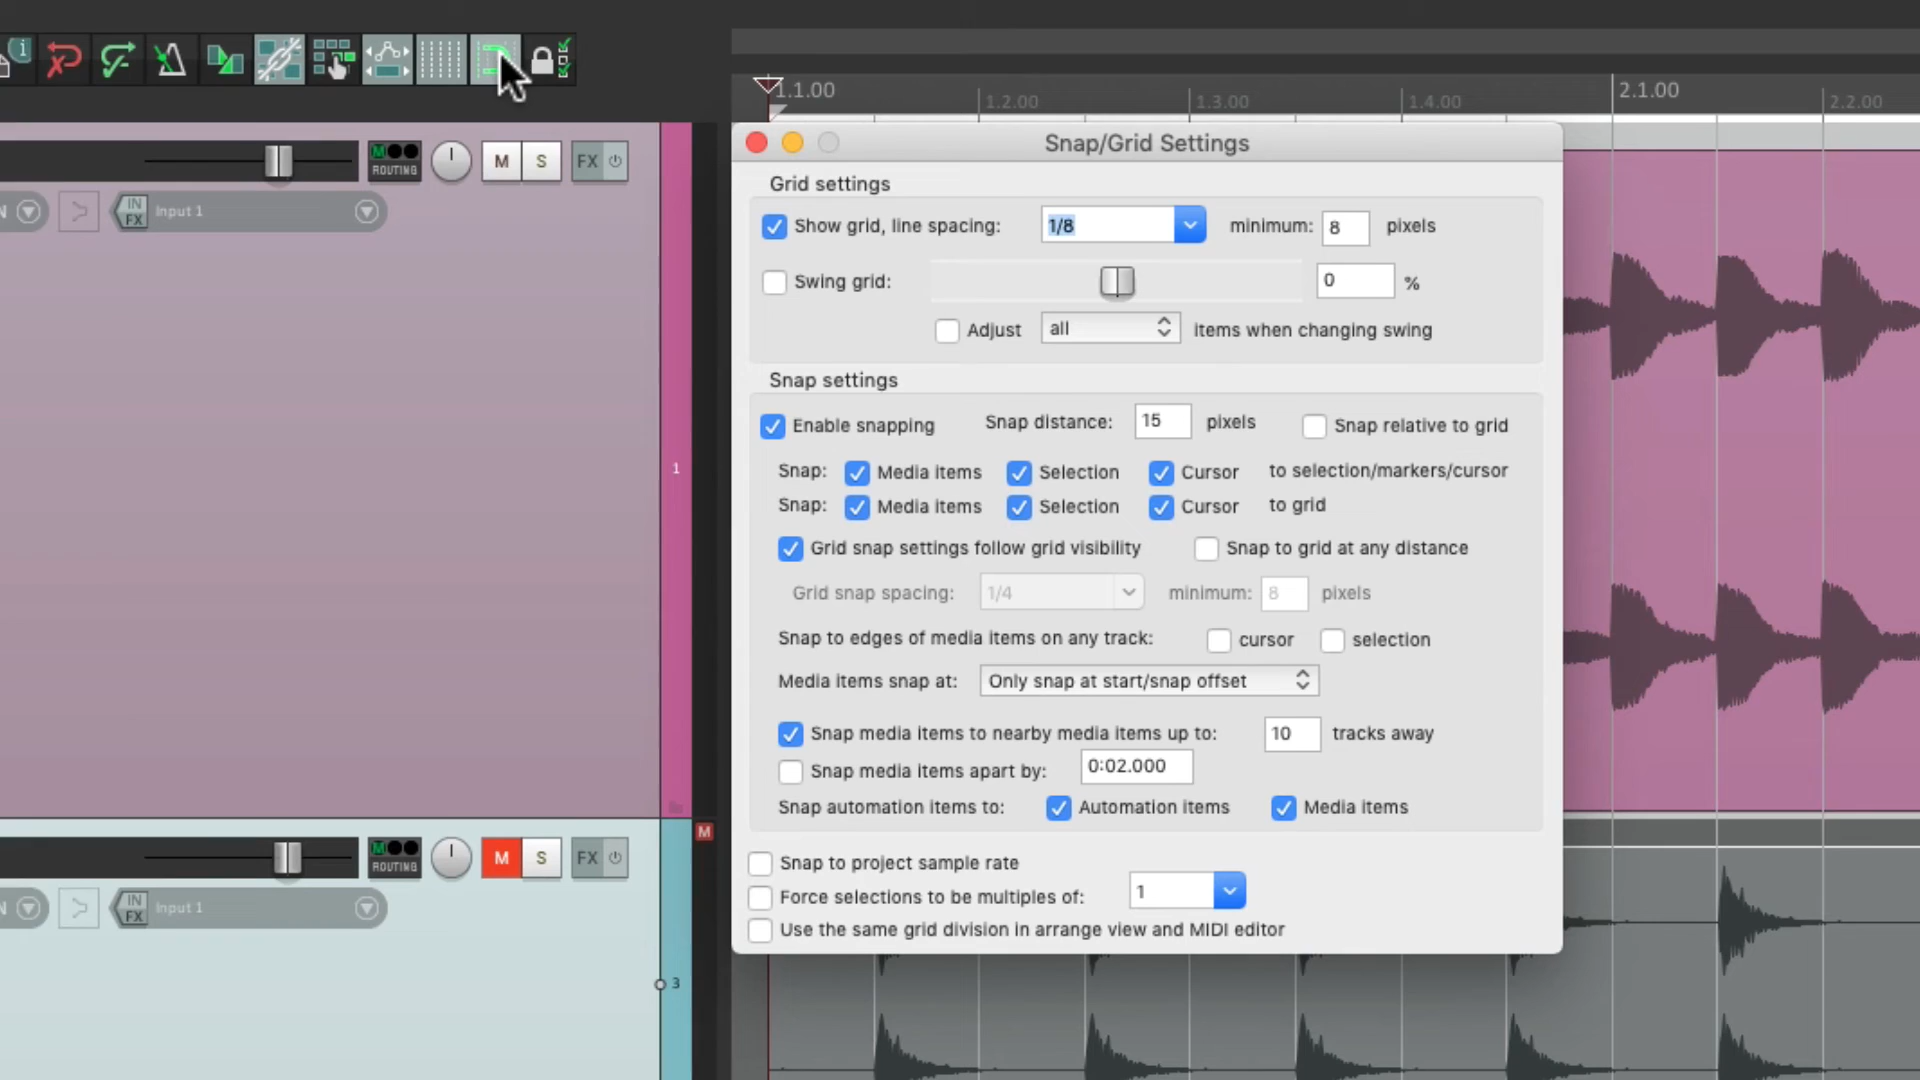 1.1.00
1.2.00
1.3.00
1.4.00
2.1.00
2.2.00
Snap/Grid Settings
Grid settings
Show grid, line spacing: 1/8 minimum: 8 pixels
Swing grid: 0 %
Adjust all items when changing swing
Snap settings
Enable snapping Snap distance: 15 pixels Snap relative to grid
Snap: Media items Selection Cursor to selection/markers/cursor
Snap: Media items Selection Cursor to grid
Grid snap settings follow grid visibility Snap to grid at any distance
Grid snap spacing: 1/4 minimum: 8 pixels
Snap to edges of media items on any track: cursor selection
Media items snap at: Only snap at start/snap offset
Snap media items to nearby media items up to: 10 tracks away
Snap media items apart by: 0:02.000
Snap automation items to: Automation items Media items
Snap to project sample rate
Force selections to be multiples of: 1
Use the same grid division in arrange view and MIDI editor
M ROUTING M S FX
N IN FX Input 1
1
M
M ROUTING M S FX
N IN FX Input 1
3